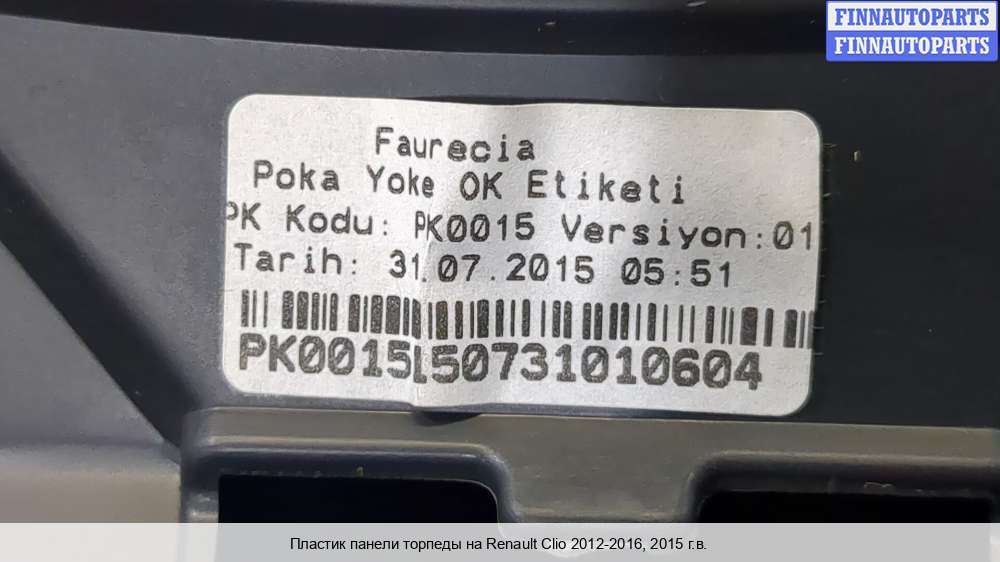 FINNAUTOPARTS
FINNAUTOPARTS
Faurecia
Poka Yoke OK Etiketi
PK Kodu: PK0015 Versiyon:01
Tarih: 31.07.2015 05:51
PK0015150731010604
Пластик панели торпеды на Renault Clio 2012-2016, 2015 г.в.